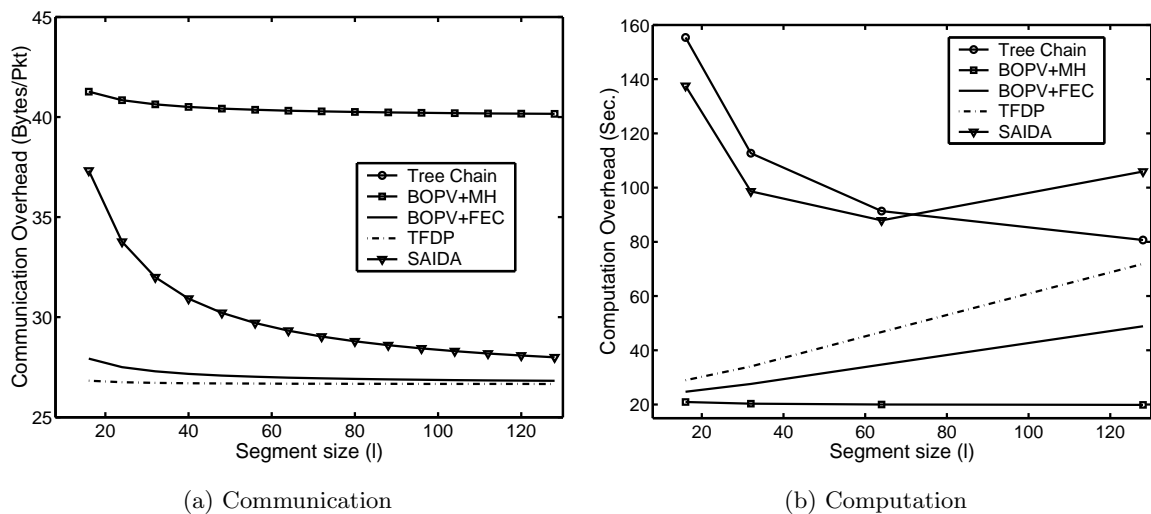 45
40
35
30
25
20
40
60
80
100
120
Segment size (l)
Communication Overhead (Bytes/Pkt)
Tree Chain
BOPV+MH
BOPV+FEC
TFDP
SAIDA
(a) Communication
160
140
120
100
80
60
40
20
20
40
60
80
100
120
Segment size (l)
Computation Overhead (Sec.)
Tree Chain
BOPV+MH
BOPV+FEC
TFDP
SAIDA
(b) Computation